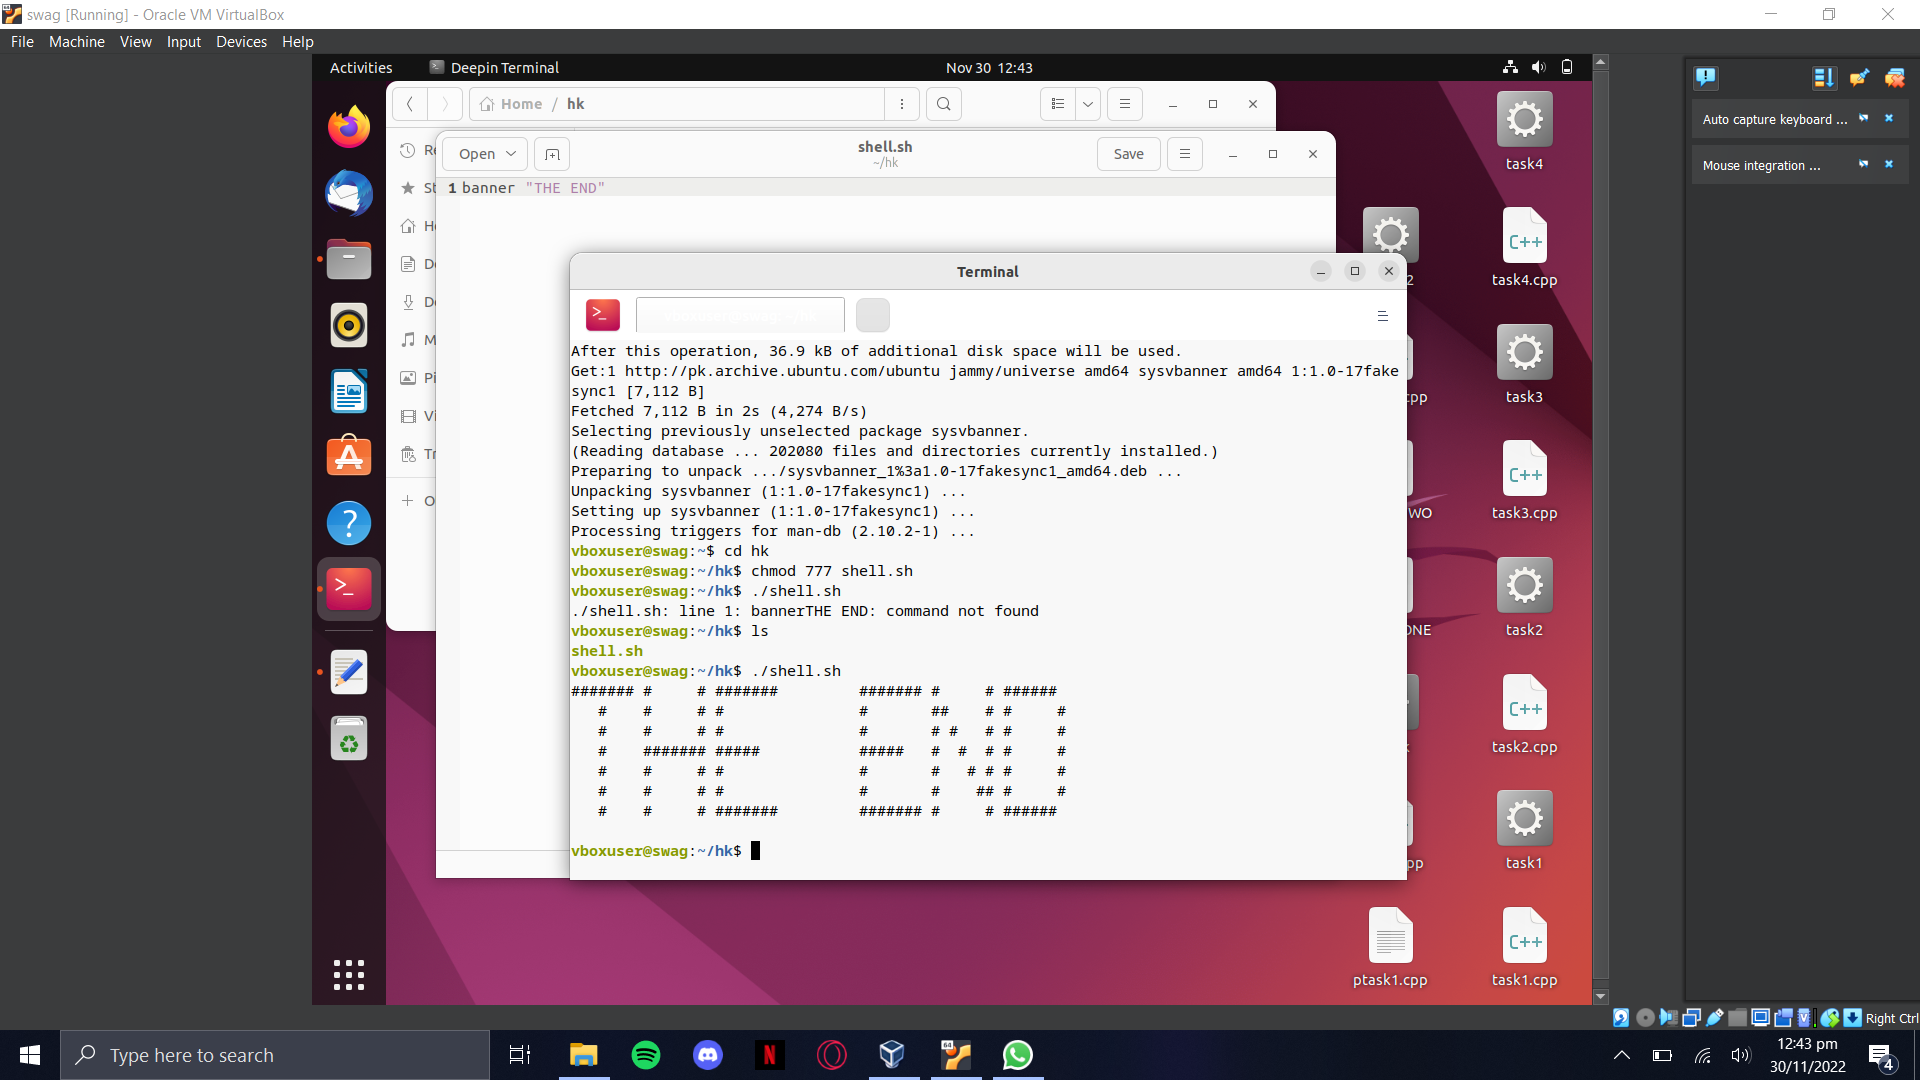 swag [Running] - Oracle VM VirtualBox
File Machine View Input Devices Help
Activities Deepin Terminal Nov 30 12:43
Home / hk
Open shell.sh Save
~/hk
1 banner "THE END"
Terminal
After this operation, 36.9 kB of additional disk space will be used.
Get:1 http://pk.archive.ubuntu.com/ubuntu jammy/universe amd64 sysvbanner amd64 1:1.0-17fake
sync1 [7,112 B]
Fetched 7,112 B in 2s (4,274 B/s)
Selecting previously unselected package sysvbanner.
(Reading database ... 202080 files and directories currently installed.)
Preparing to unpack .../sysvbanner_1%3a1.0-17fakesync1_amd64.deb ...
Unpacking sysvbanner (1:1.0-17fakesync1) ...
Setting up sysvbanner (1:1.0-17fakesync1) ...
Processing triggers for man-db (2.10.2-1) ...
vboxuser@swag:~$ cd hk
vboxuser@swag:~/hk$ chmod 777 shell.sh
vboxuser@swag:~/hk$ ./shell.sh
./shell.sh: line 1: bannerTHE END: command not found
vboxuser@swag:~/hk$ ls
shell.sh
vboxuser@swag:~/hk$ ./shell.sh
THE END
vboxuser@swag:~/hk$
task4
task4.cpp
task3
task3.cpp
task2
task2.cpp
task1
ptask1.cpp
task1.cpp
Auto capture keyboard ...
Mouse integration ...
Right Ctrl
Type here to search
12:43 pm
30/11/2022
4